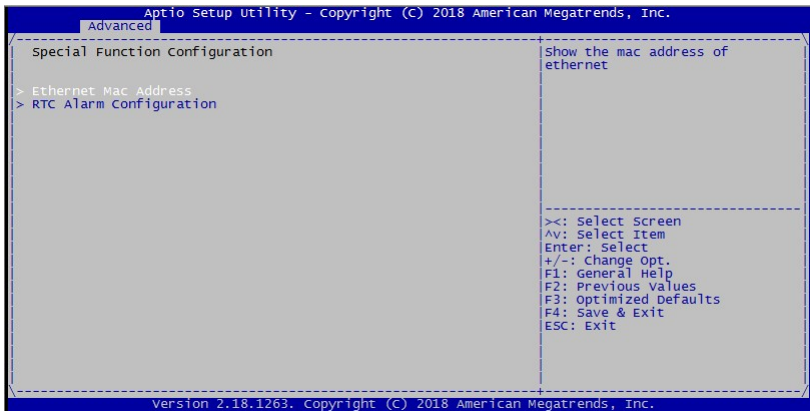 Aptio Setup Utility - Copyright (C) 2018 American Megatrends, Inc.
Advanced
Special Function Configuration
> Ethernet Mac Address
> RTC Alarm Configuration
Show the mac address of
ethernet
><: Select Screen
^v: Select Item
Enter: Select
+/-: Change Opt.
F1: General Help
F2: Previous Values
F3: Optimized Defaults
F4: Save & Exit
ESC: Exit
Version 2.18.1263. Copyright (C) 2018 American Megatrends, Inc.